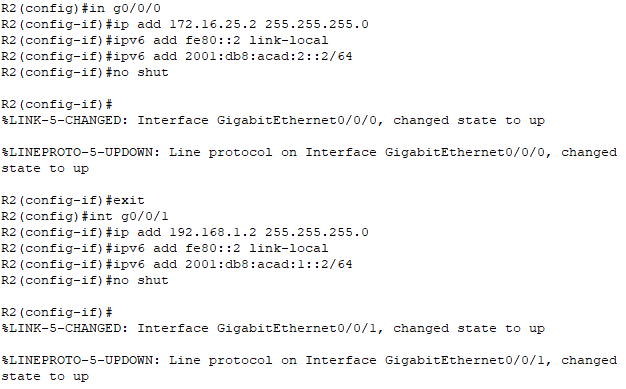 R2(config)#in g0/0/0
R2(config-if)#ip add 172.16.25.2 255.255.255.0
R2(config-if)#ipv6 add fe80::2 link-local
R2(config-if)#ipv6 add 2001:db8:acad:2::2/64
R2(config-if)#no shut

R2(config-if)#
%LINK-5-CHANGED: Interface GigabitEthernet0/0/0, changed state to up

%LINEPROTO-5-UPDOWN: Line protocol on Interface GigabitEthernet0/0/0, changed
state to up

R2(config-if)#exit
R2(config)#int g0/0/1
R2(config-if)#ip add 192.168.1.2 255.255.255.0
R2(config-if)#ipv6 add fe80::2 link-local
R2(config-if)#ipv6 add 2001:db8:acad:1::2/64
R2(config-if)#no shut

R2(config-if)#
%LINK-5-CHANGED: Interface GigabitEthernet0/0/1, changed state to up

%LINEPROTO-5-UPDOWN: Line protocol on Interface GigabitEthernet0/0/1, changed
state to up